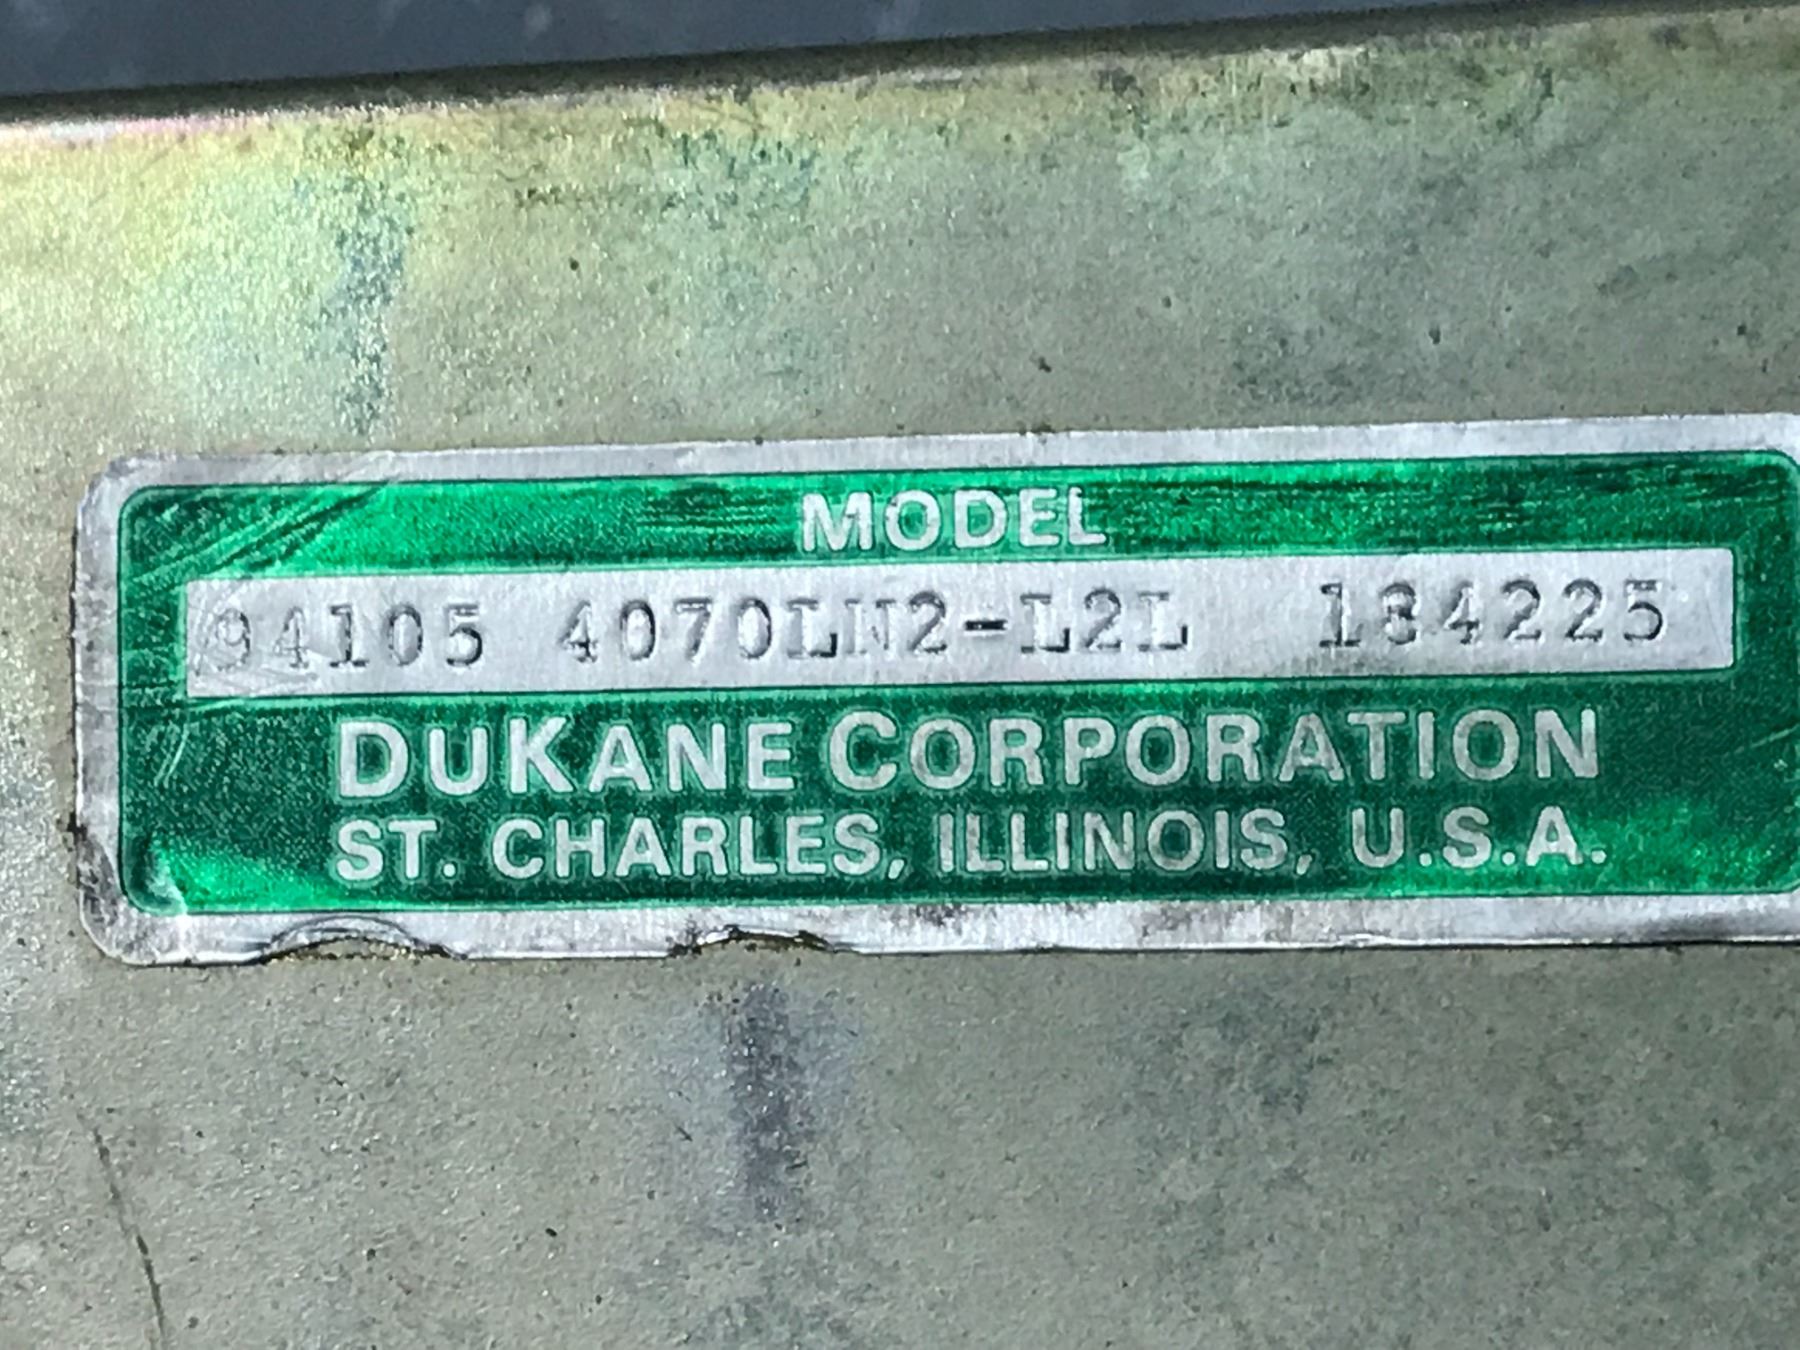 MODEL
94105 4070LN2-L2L 184225
DUKANE CORPORATION
ST. CHARLES, ILLINOIS, U.S.A.